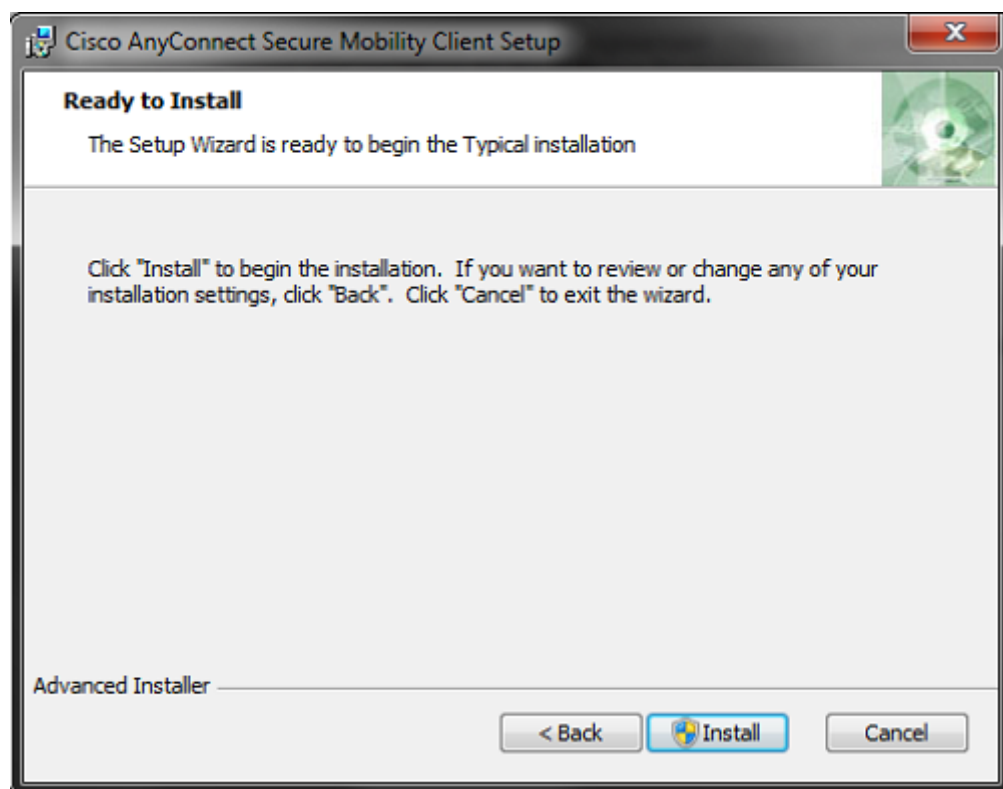 Cisco AnyConnect Secure Mobility Client Setup
Ready to Install
The Setup Wizard is ready to begin the Typical installation
Click "Install" to begin the installation.  If you want to review or change any of your
installation settings, click "Back".  Click "Cancel" to exit the wizard.
Advanced Installer
< Back
Install
Cancel